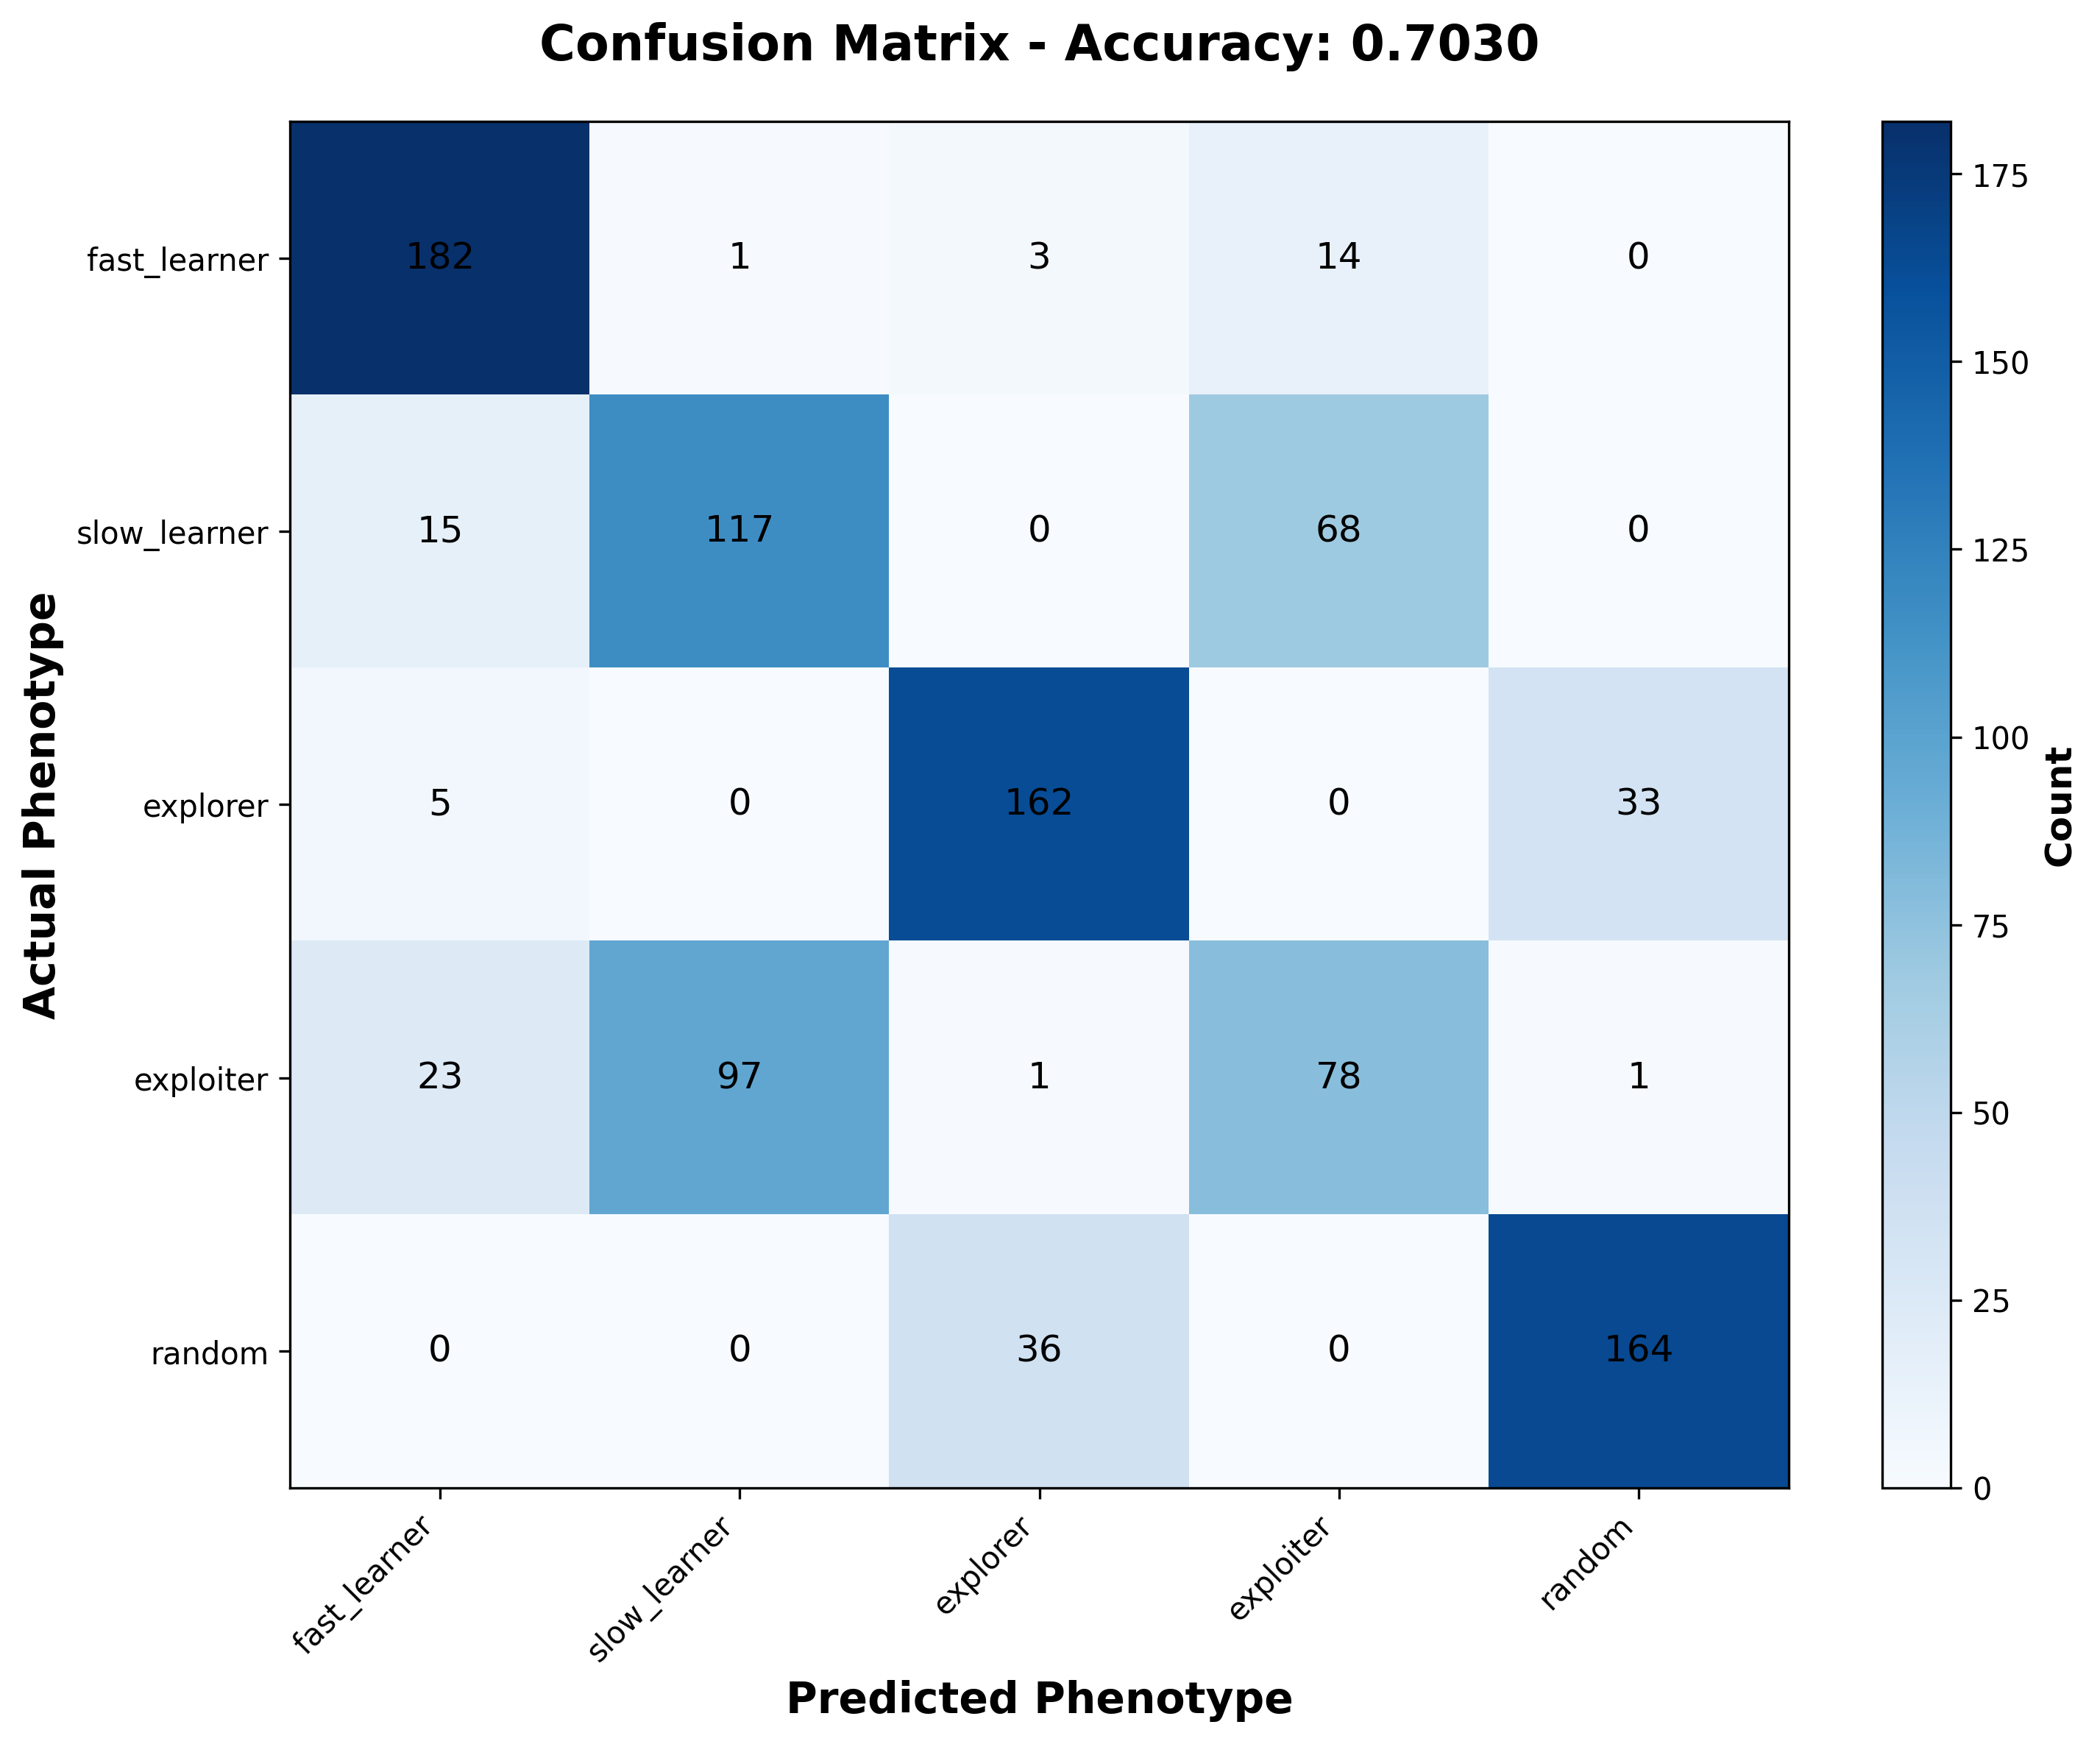 Confusion Matrix - Accuracy: 0.7030
Actual Phenotype
fast_learner 182 1 3 14 0
slow_learner 15 117 0 68 0
explorer 5 0 162 0 33
exploiter 23 97 1 78 1
random 0 0 36 0 164
fast_learner slow_learner explorer exploiter random
Predicted Phenotype
175
150
125
100
75
50
25
0
Count